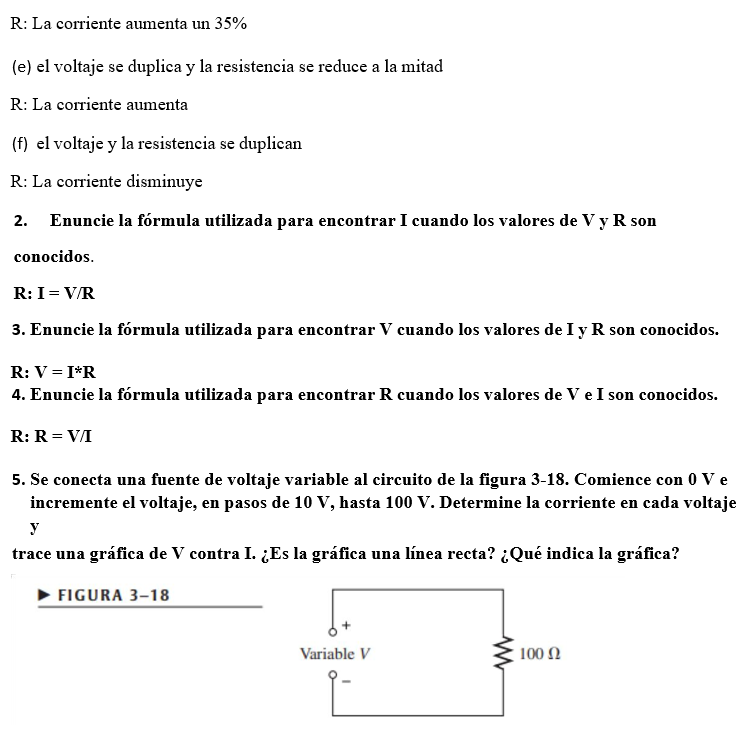 R: La corriente aumenta un 35%
(e) el voltaje se duplica y la resistencia se reduce a la mitad
R: La corriente aumenta
(f) el voltaje y la resistencia se duplican
R: La corriente disminuye
2. Enuncie la fórmula utilizada para encontrar I cuando los valores de V y R son
conocidos.
R: I = V/R
3. Enuncie la fórmula utilizada para encontrar V cuando los valores de I y R son conocidos.
R: V = I*R
4. Enuncie la fórmula utilizada para encontrar R cuando los valores de V e I son conocidos.
R: R = V/I
5. Se conecta una fuente de voltaje variable al circuito de la figura 3-18. Comience con 0 V e
incremente el voltaje, en pasos de 10 V, hasta 100 V. Determine la corriente en cada voltaje
y
trace una gráfica de V contra I. ¿Es la gráfica una línea recta? ¿Qué indica la gráfica?
▶ FIGURA 3–18
+
Variable V
100 Ω
–